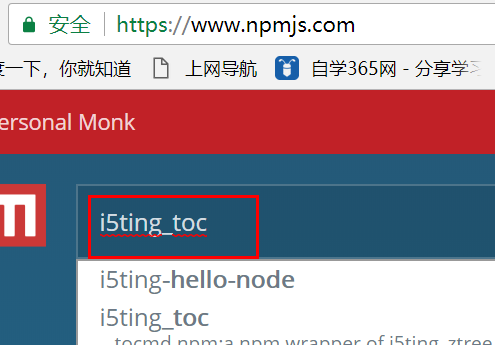 安全 https://www.npmjs.com
度一下，你就知道 上网导航 自学365网 - 分享学习
ersonal Monk
m
i5ting_toc
i5ting-hello-node
i5ting_toc
tocmd npm:a npm wrapper of i5ting_ztree